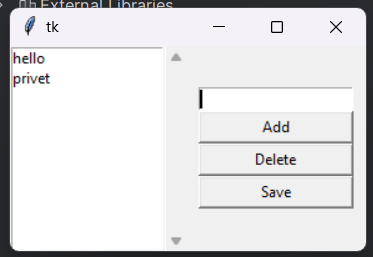 External Libraries
tk
hello
privet
Add
Delete
Save